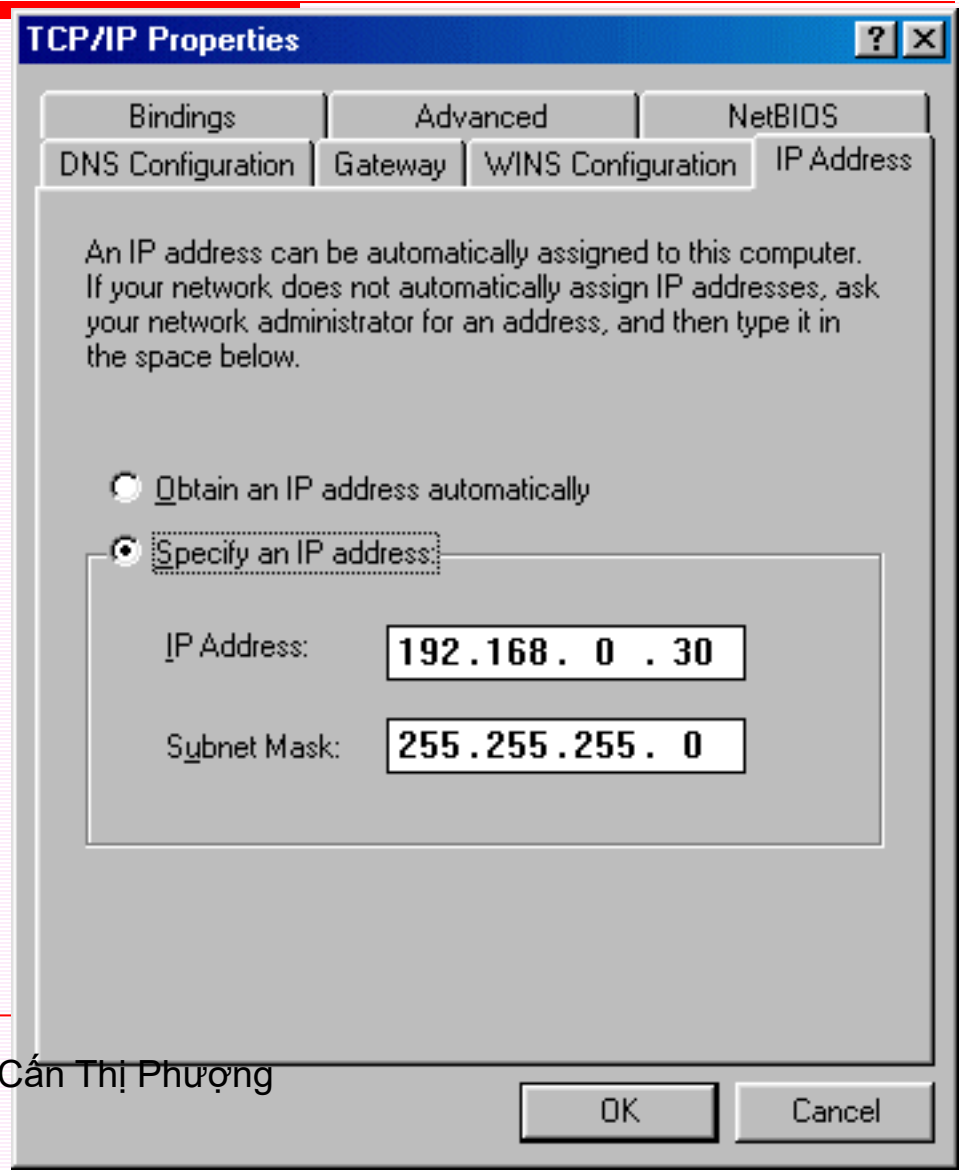 TCP/IP Properties
Bindings Advanced NetBIOS
DNS Configuration Gateway WINS Configuration IP Address
An IP address can be automatically assigned to this computer.
If your network does not automatically assign IP addresses, ask
your network administrator for an address, and then type it in
the space below.
Obtain an IP address automatically
Specify an IP address:
IP Address: 192.168. 0 . 30
Subnet Mask: 255.255.255. 0
Cấn Thị Phượng
OK Cancel